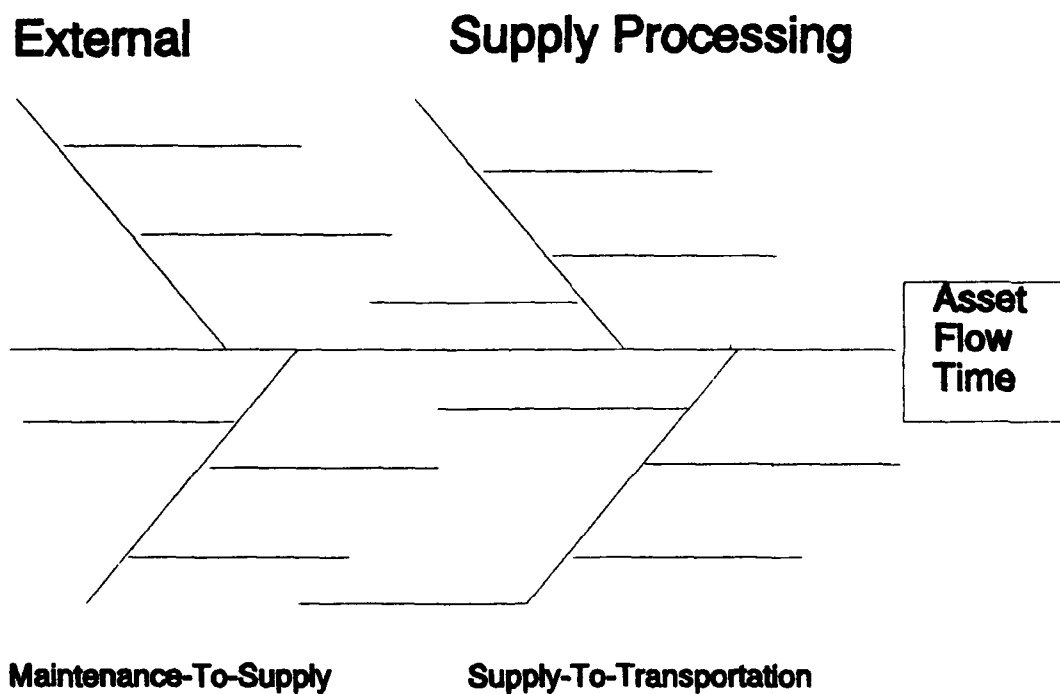 External
Supply Processing
Asset
Flow
Time
Maintenance-To-Supply
Supply-To-Transportation